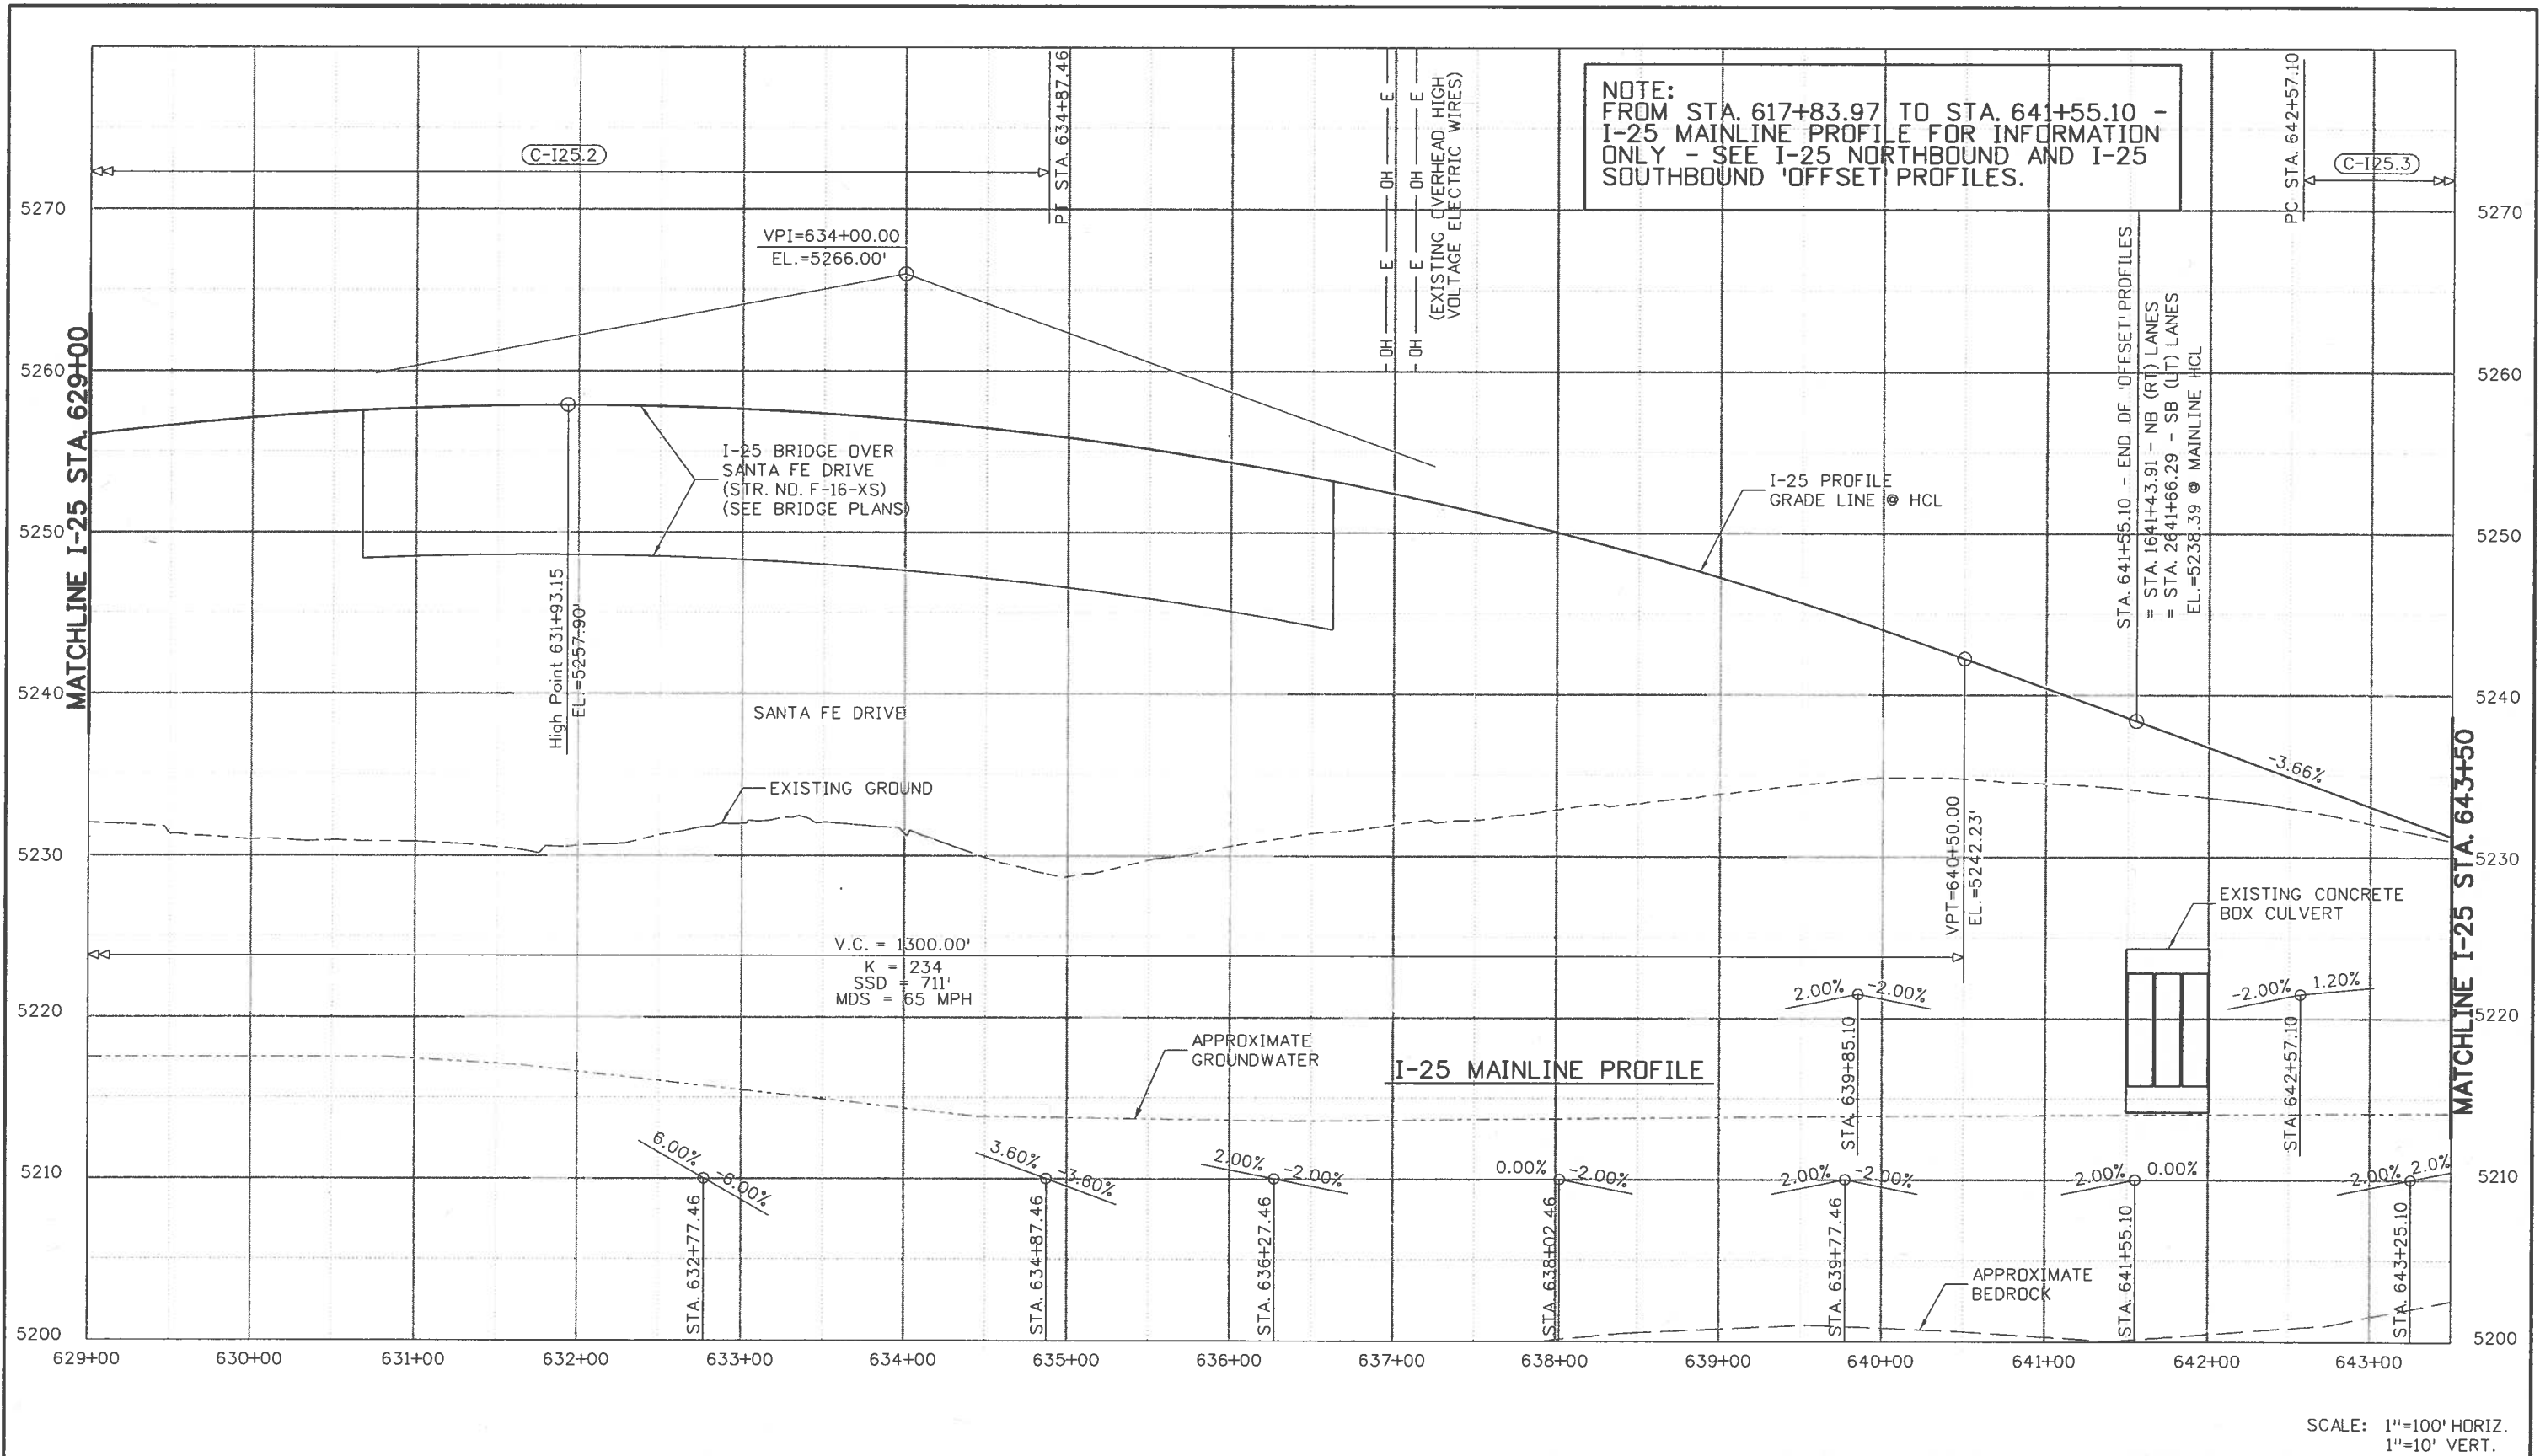 PT STA. 634+87.46
OH E OH E
OH E OH E
(EXISTING OVERHEAD HIGH
VOLTAGE ELECTRIC WIRES)
NOTE:
FROM STA. 617+83.97 TO STA. 641+55.10 -
I-25 MAINLINE PROFILE FOR INFORMATION
ONLY - SEE I-25 NORTHBOUND AND I-25
SOUTHBOUND 'OFFSET' PROFILES.
PC STA. 642+57.10
C-I25.2
C-I25.3
5270
5270
VPI=634+00.00
EL.=5266.00'
MATCHLINE I-25 STA. 629+00
5260
5260
STA. 641+55.10 - END OF 'OFFSET' PROFILES
= STA. 1641+43.91 - NB (RT) LANES
= STA. 2641+66.29 - SB (LT) LANES
EL.=5238.39 @ MAINLINE HCL
I-25 BRIDGE OVER
SANTA FE DRIVE
(STR. NO. F-16-XS)
(SEE BRIDGE PLANS)
I-25 PROFILE
GRADE LINE @ HCL
5250
5250
High Point 631+93.15
EL.=5257.90'
5240
5240
SANTA FE DRIVE
-3.66%
EXISTING GROUND
MATCHLINE I-25 STA. 643+50
5230
5230
VPT=640+50.00
EL.=5242.23'
EXISTING CONCRETE
BOX CULVERT
V.C. = 1300.00'
K = 234
SSD = 711'
MDS = 65 MPH
2.00% -2.00%
STA. 639+85.10
-2.00% 1.20%
STA. 642+57.10
5220
5220
APPROXIMATE
GROUNDWATER
I-25 MAINLINE PROFILE
5210
5210
6.00% -6.00%
3.60% -3.60%
2.00% -2.00%
0.00% -2.00%
-2.00% -2.00%
-2.00% 0.00%
-2.00% 2.0%
STA. 632+77.46
STA. 634+87.46
STA. 636+27.46
STA. 638+02.46
STA. 639+77.46
STA. 641+55.10
STA. 643+25.10
APPROXIMATE
BEDROCK
5200
5200
629+00 630+00 631+00 632+00 633+00 634+00 635+00 636+00 637+00 638+00 639+00 640+00 641+00 642+00 643+00
SCALE: 1"=100' HORIZ.
1"=10' VERT.